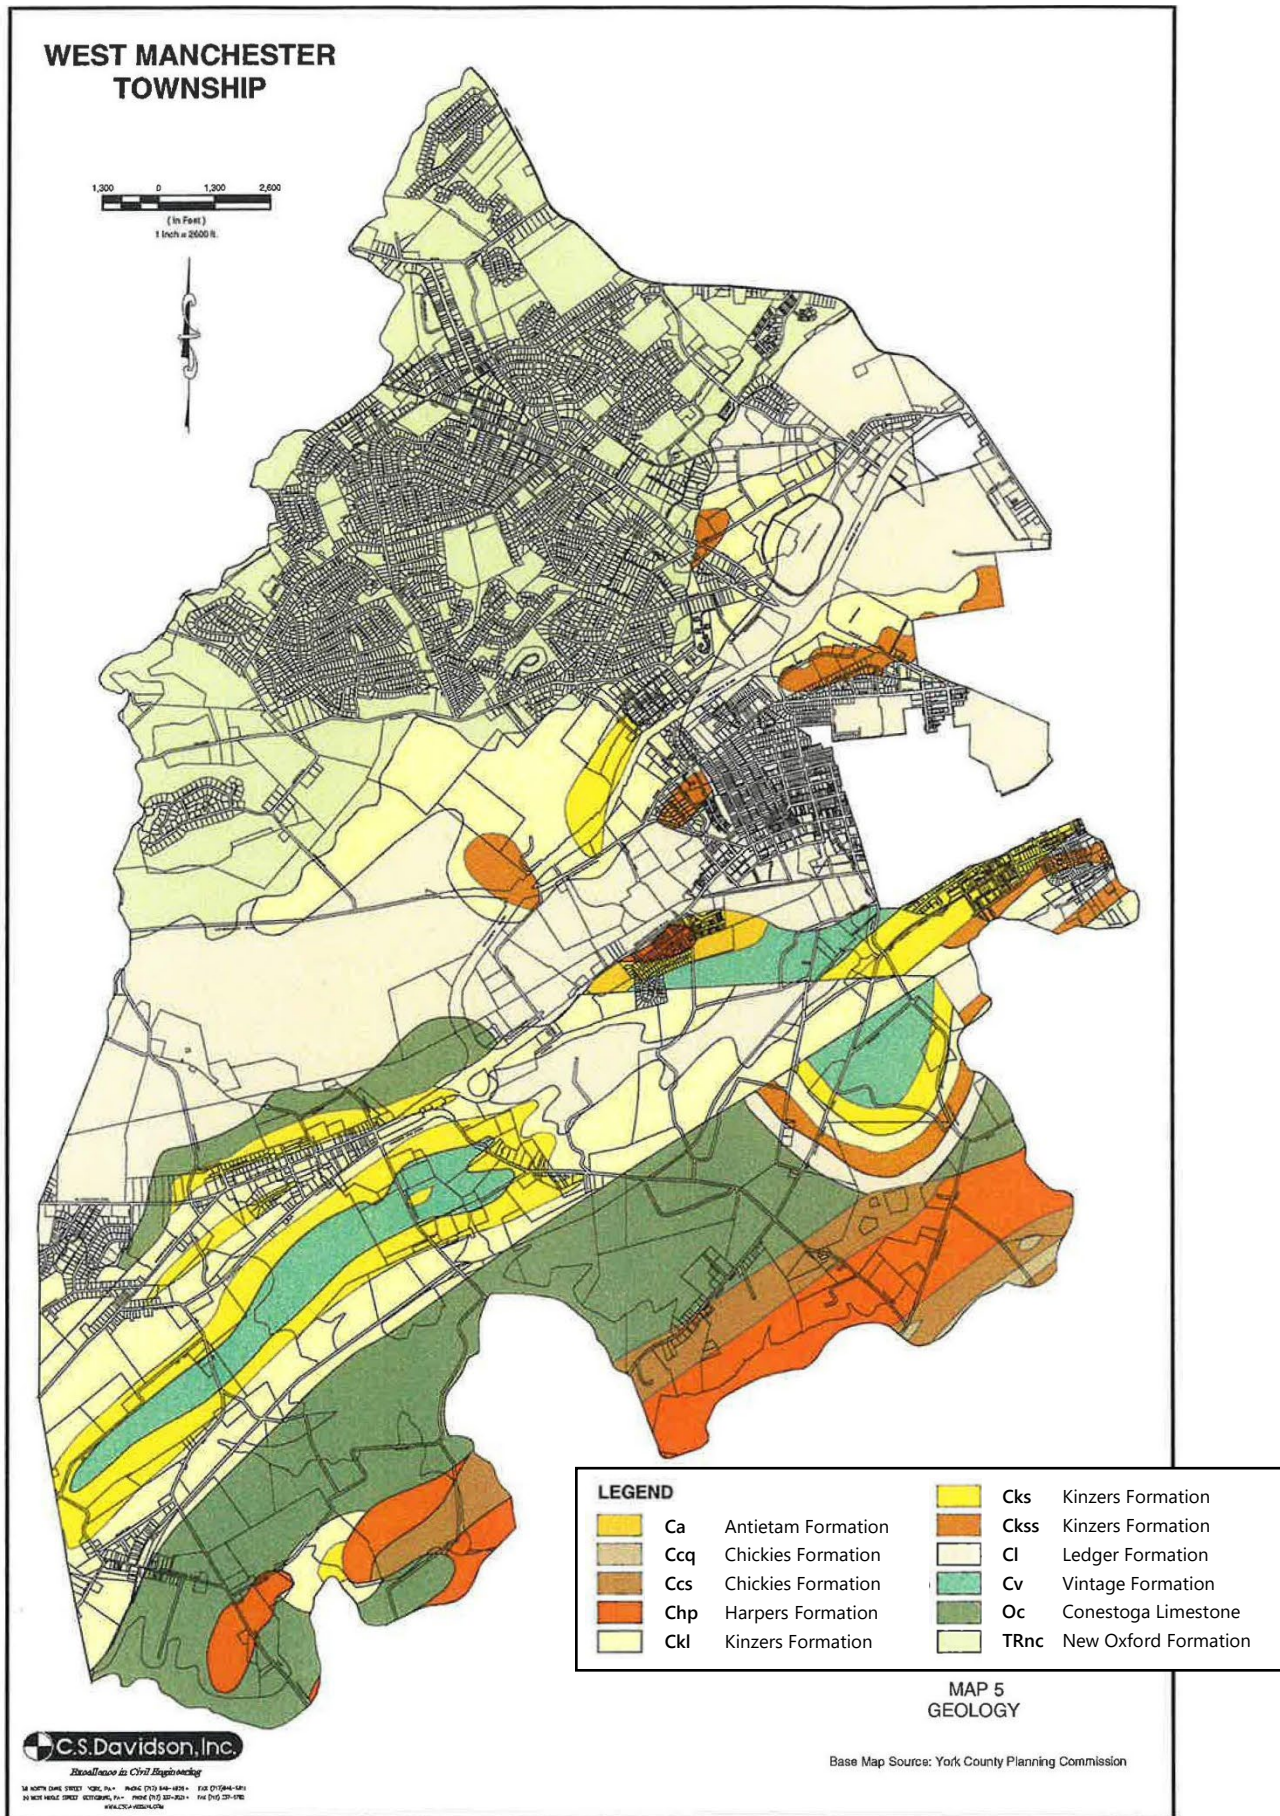 WEST MANCHESTER
TOWNSHIP
1,300 0 1,300 2,600
( In Feet )
1 Inch = 2600 ft.
LEGEND
Ca Antietam Formation
Ccq Chickies Formation
Ccs Chickies Formation
Chp Harpers Formation
Ckl Kinzers Formation
Cks Kinzers Formation
Ckss Kinzers Formation
Cl Ledger Formation
Cv Vintage Formation
Oc Conestoga Limestone
TRnc New Oxford Formation
MAP 5
GEOLOGY
C.S.Davidson, Inc.
Excellence in Civil Engineering
Base Map Source: York County Planning Commission